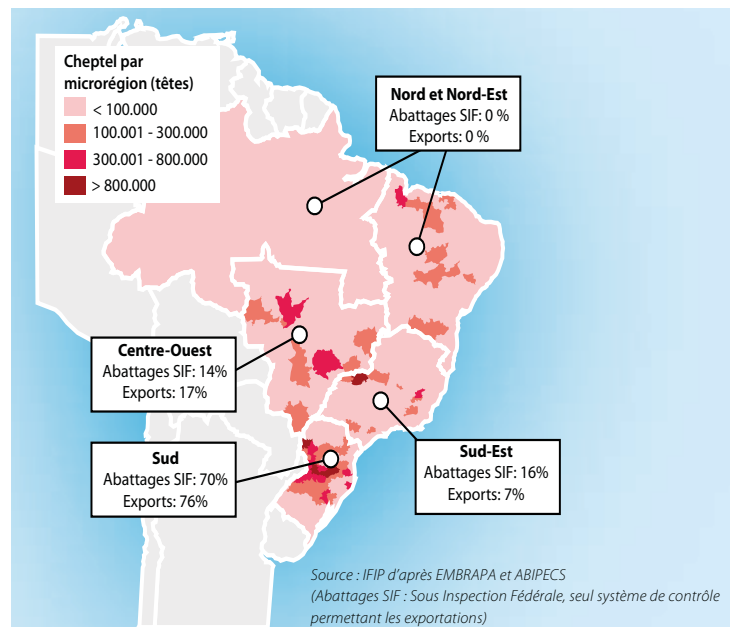 Cheptel par
microrégion (têtes)
< 100.000
100.001 - 300.000
300.001 - 800.000
> 800.000
Nord et Nord-Est
Abattages SIF: 0 %
Exports: 0 %
Centre-Ouest
Abattages SIF: 14%
Exports: 17%
Sud
Abattages SIF: 70%
Exports: 76%
Sud-Est
Abattages SIF: 16%
Exports: 7%
Source : IFIP d'après EMBRAPA et ABIPECS
(Abattages SIF : Sous Inspection Fédérale, seul système de contrôle
permettant les exportations)